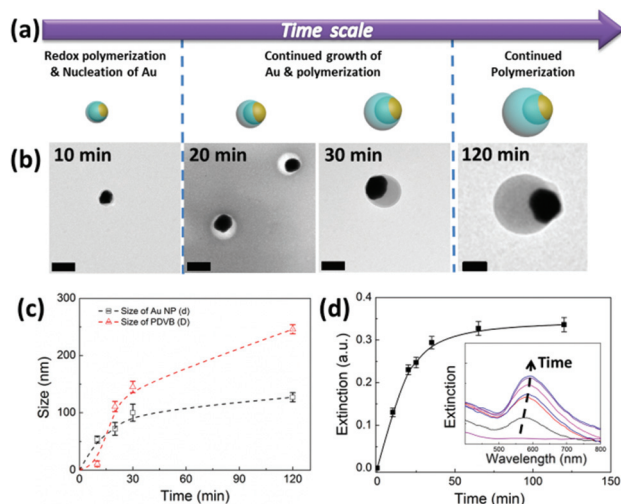 (a)
Time scale
Redox polymerization
& Nucleation of Au
Continued growth of
Au & polymerization
Continued
Polymerization
(b)
10 min
20 min
30 min
120 min
(c)
300
200
100
0
Size (nm)
Size of Au NP (d)
Size of PDVB (D)
0 30 60 90 120
Time (min)
(d)
0.4
0.3
0.2
0.1
0.0
Extinction (a.u.)
0 50 100 150
Time (min)
Time
Extinction
500 600 700 800
Wavelength (nm)